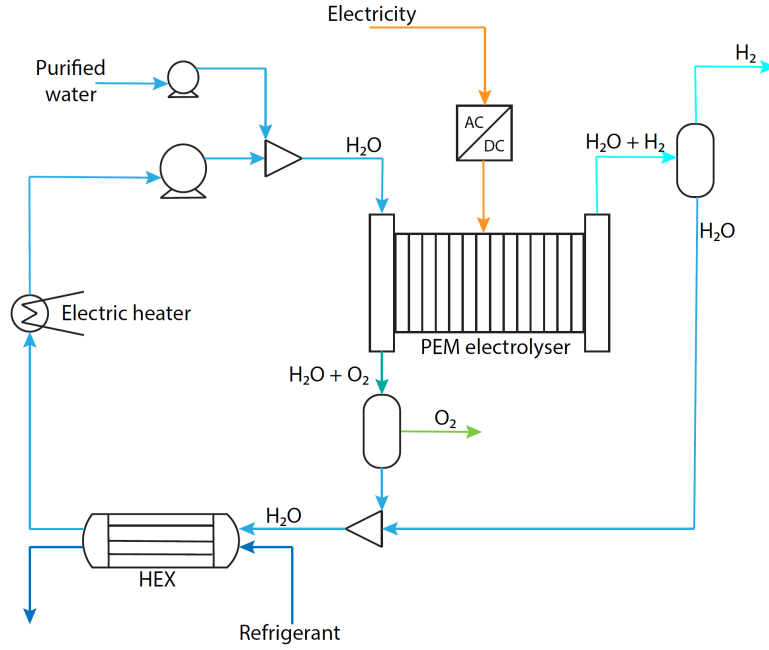 Electricity
H₂
Purified
water
AC
DC
H₂O
H₂O + H₂
H₂O
Electric heater
PEM electrolyser
H₂O + O₂
O₂
H₂O
HEX
Refrigerant